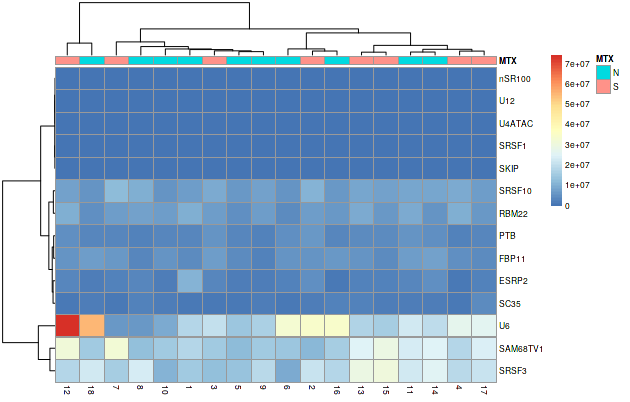 MTX
nSR100
U12
U4ATAC
SRSF1
SKIP
SRSF10
RBM22
PTB
FBP11
ESRP2
SC35
U6
SAM68TV1
SRSF3
12 18 7 8 10 1 3 5 9 6 2 16 13 15 11 14 4 17
7e+07
6e+07
5e+07
4e+07
3e+07
2e+07
1e+07
0
MTX
N
S